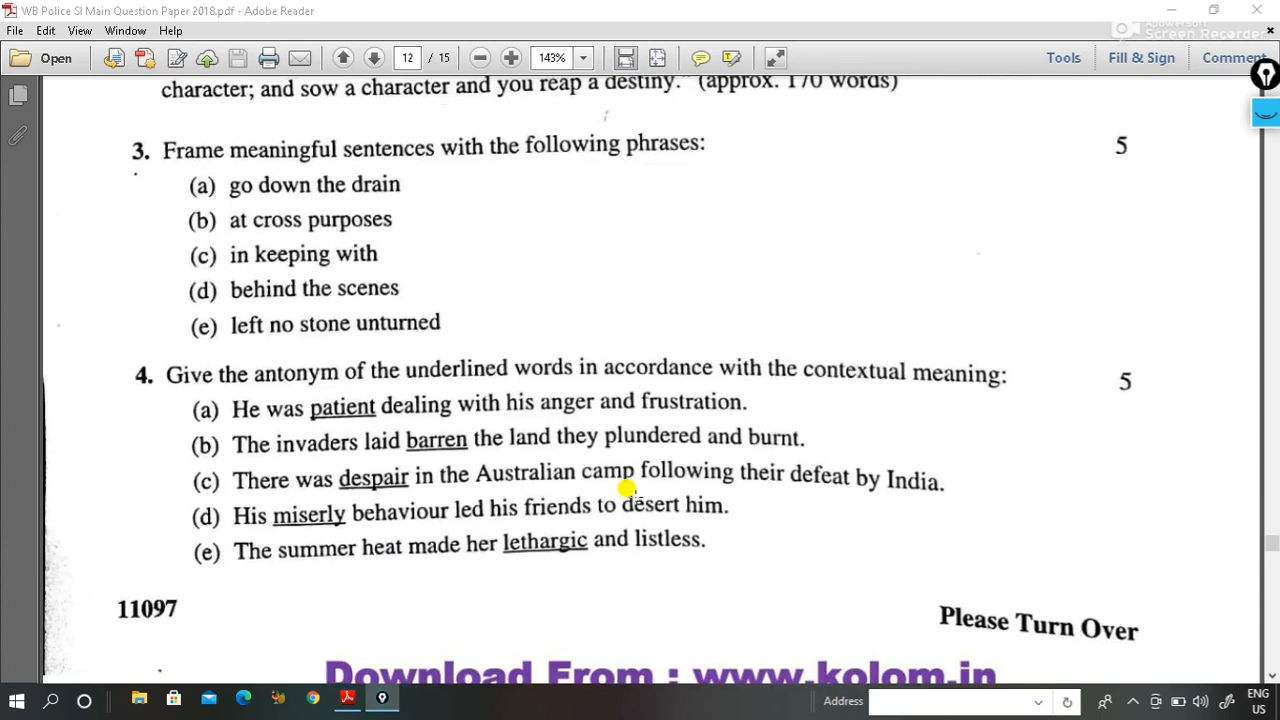 WB Police SI Main Question Paper 2018.pdf - Adobe Reader
File Edit View Window Help
Apowersoft
Screen Recorder
Open 12 / 15 143% Tools Fill & Sign Comment
character; and sow a character and you reap a destiny." (approx. 170 words)
3. Frame meaningful sentences with the following phrases: 5
(a) go down the drain
(b) at cross purposes
(c) in keeping with
(d) behind the scenes
(e) left no stone unturned
4. Give the antonym of the underlined words in accordance with the contextual meaning: 5
(a) He was patient dealing with his anger and frustration.
(b) The invaders laid barren the land they plundered and burnt.
(c) There was despair in the Australian camp following their defeat by India.
(d) His miserly behaviour led his friends to desert him.
(e) The summer heat made her lethargic and listless.
11097 Please Turn Over
Download From : www.kolom.in
Address ENG
US